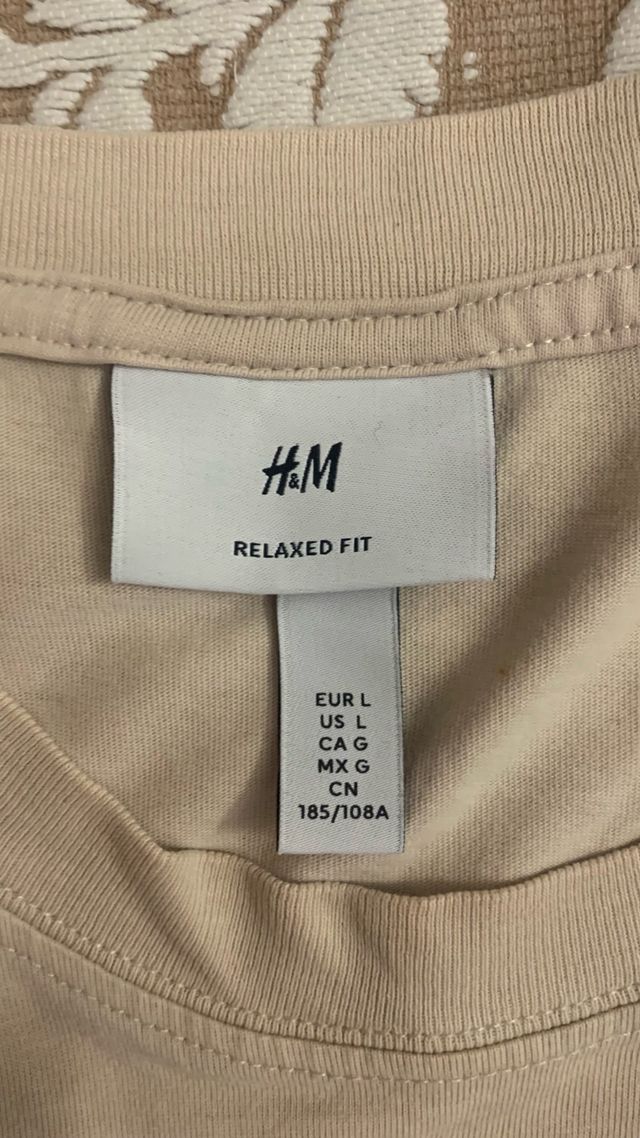 H&M
RELAXED FIT
EUR L
US L
CA G
MX G
CN
185/108A